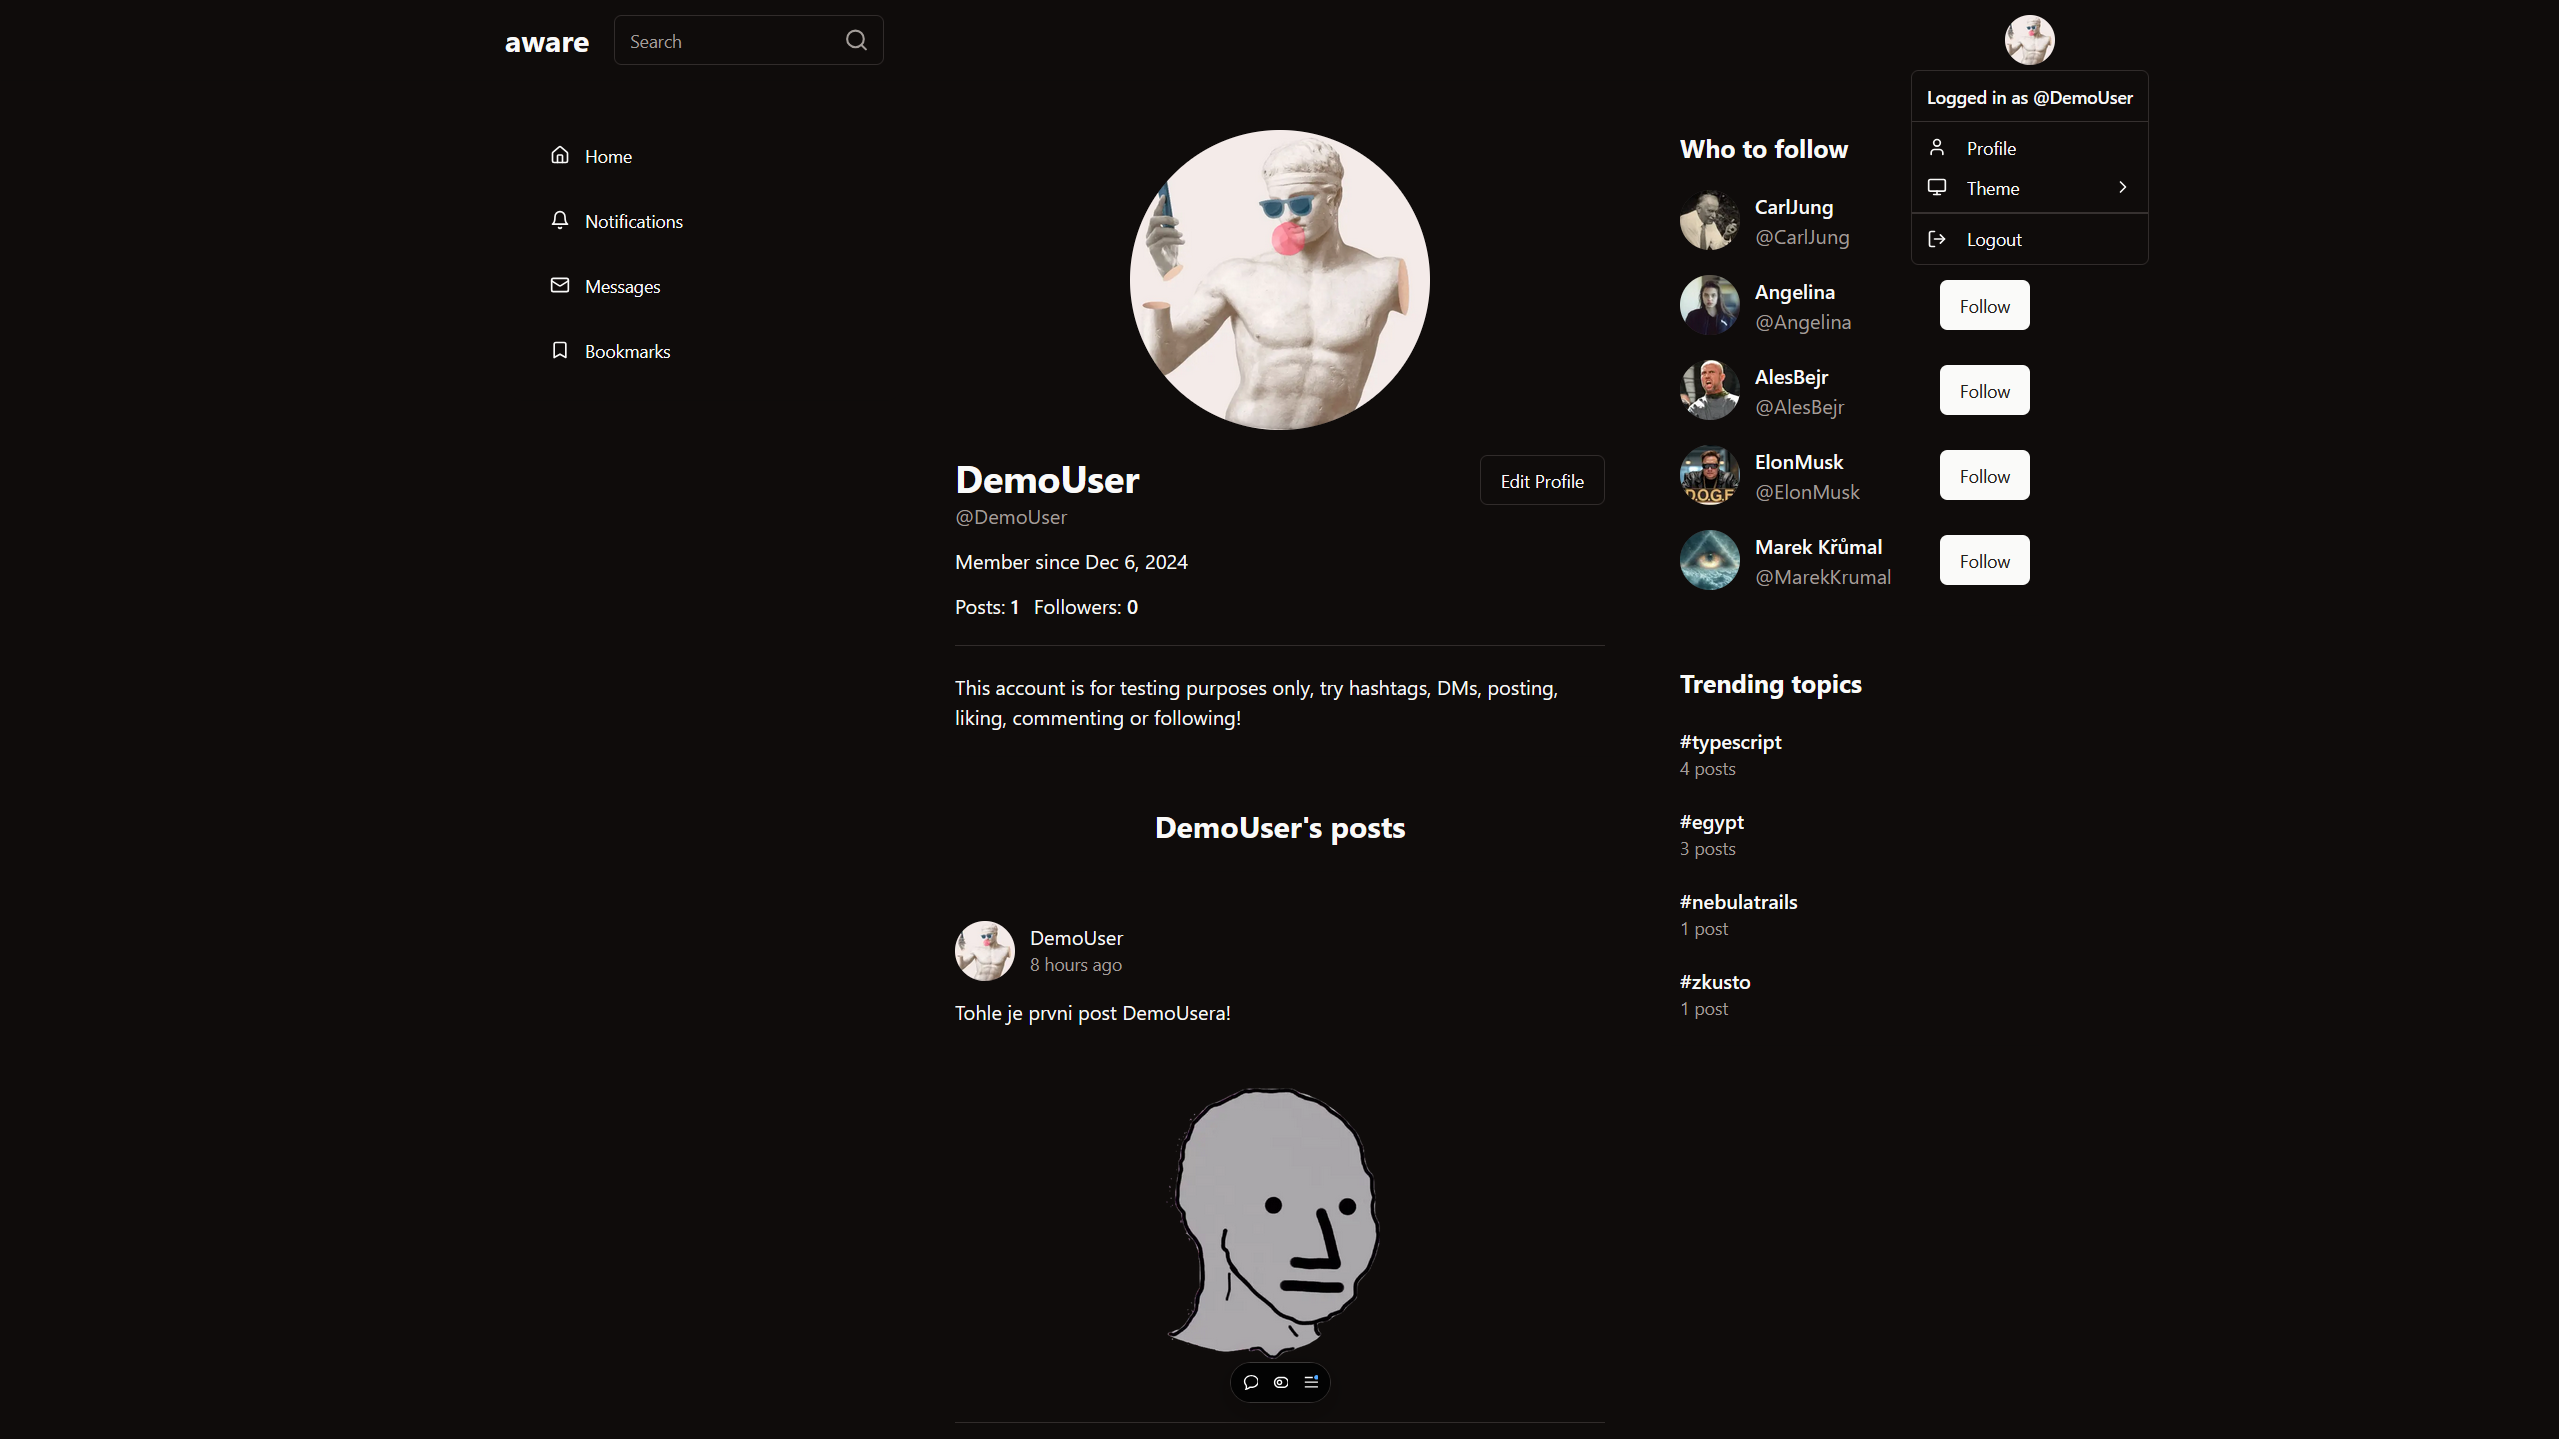 aware
Search
Logged in as @DemoUser
Profile
Theme
Logout
Home
Notifications
Messages
Bookmarks
DemoUser
@DemoUser
Edit Profile
Member since Dec 6, 2024
Posts: 1 Followers: 0
This account is for testing purposes only, try hashtags, DMs, posting,
liking, commenting or following!
DemoUser's posts
DemoUser
8 hours ago
Tohle je prvni post DemoUsera!
Who to follow
CarlJung
@CarlJung
Angelina
@Angelina
Follow
AlesBejr
@AlesBejr
Follow
ElonMusk
@ElonMusk
Follow
D.O.G.E
Marek Křůmal
@MarekKrumal
Follow
Trending topics
#typescript
4 posts
#egypt
3 posts
#nebulatrails
1 post
#zkusto
1 post